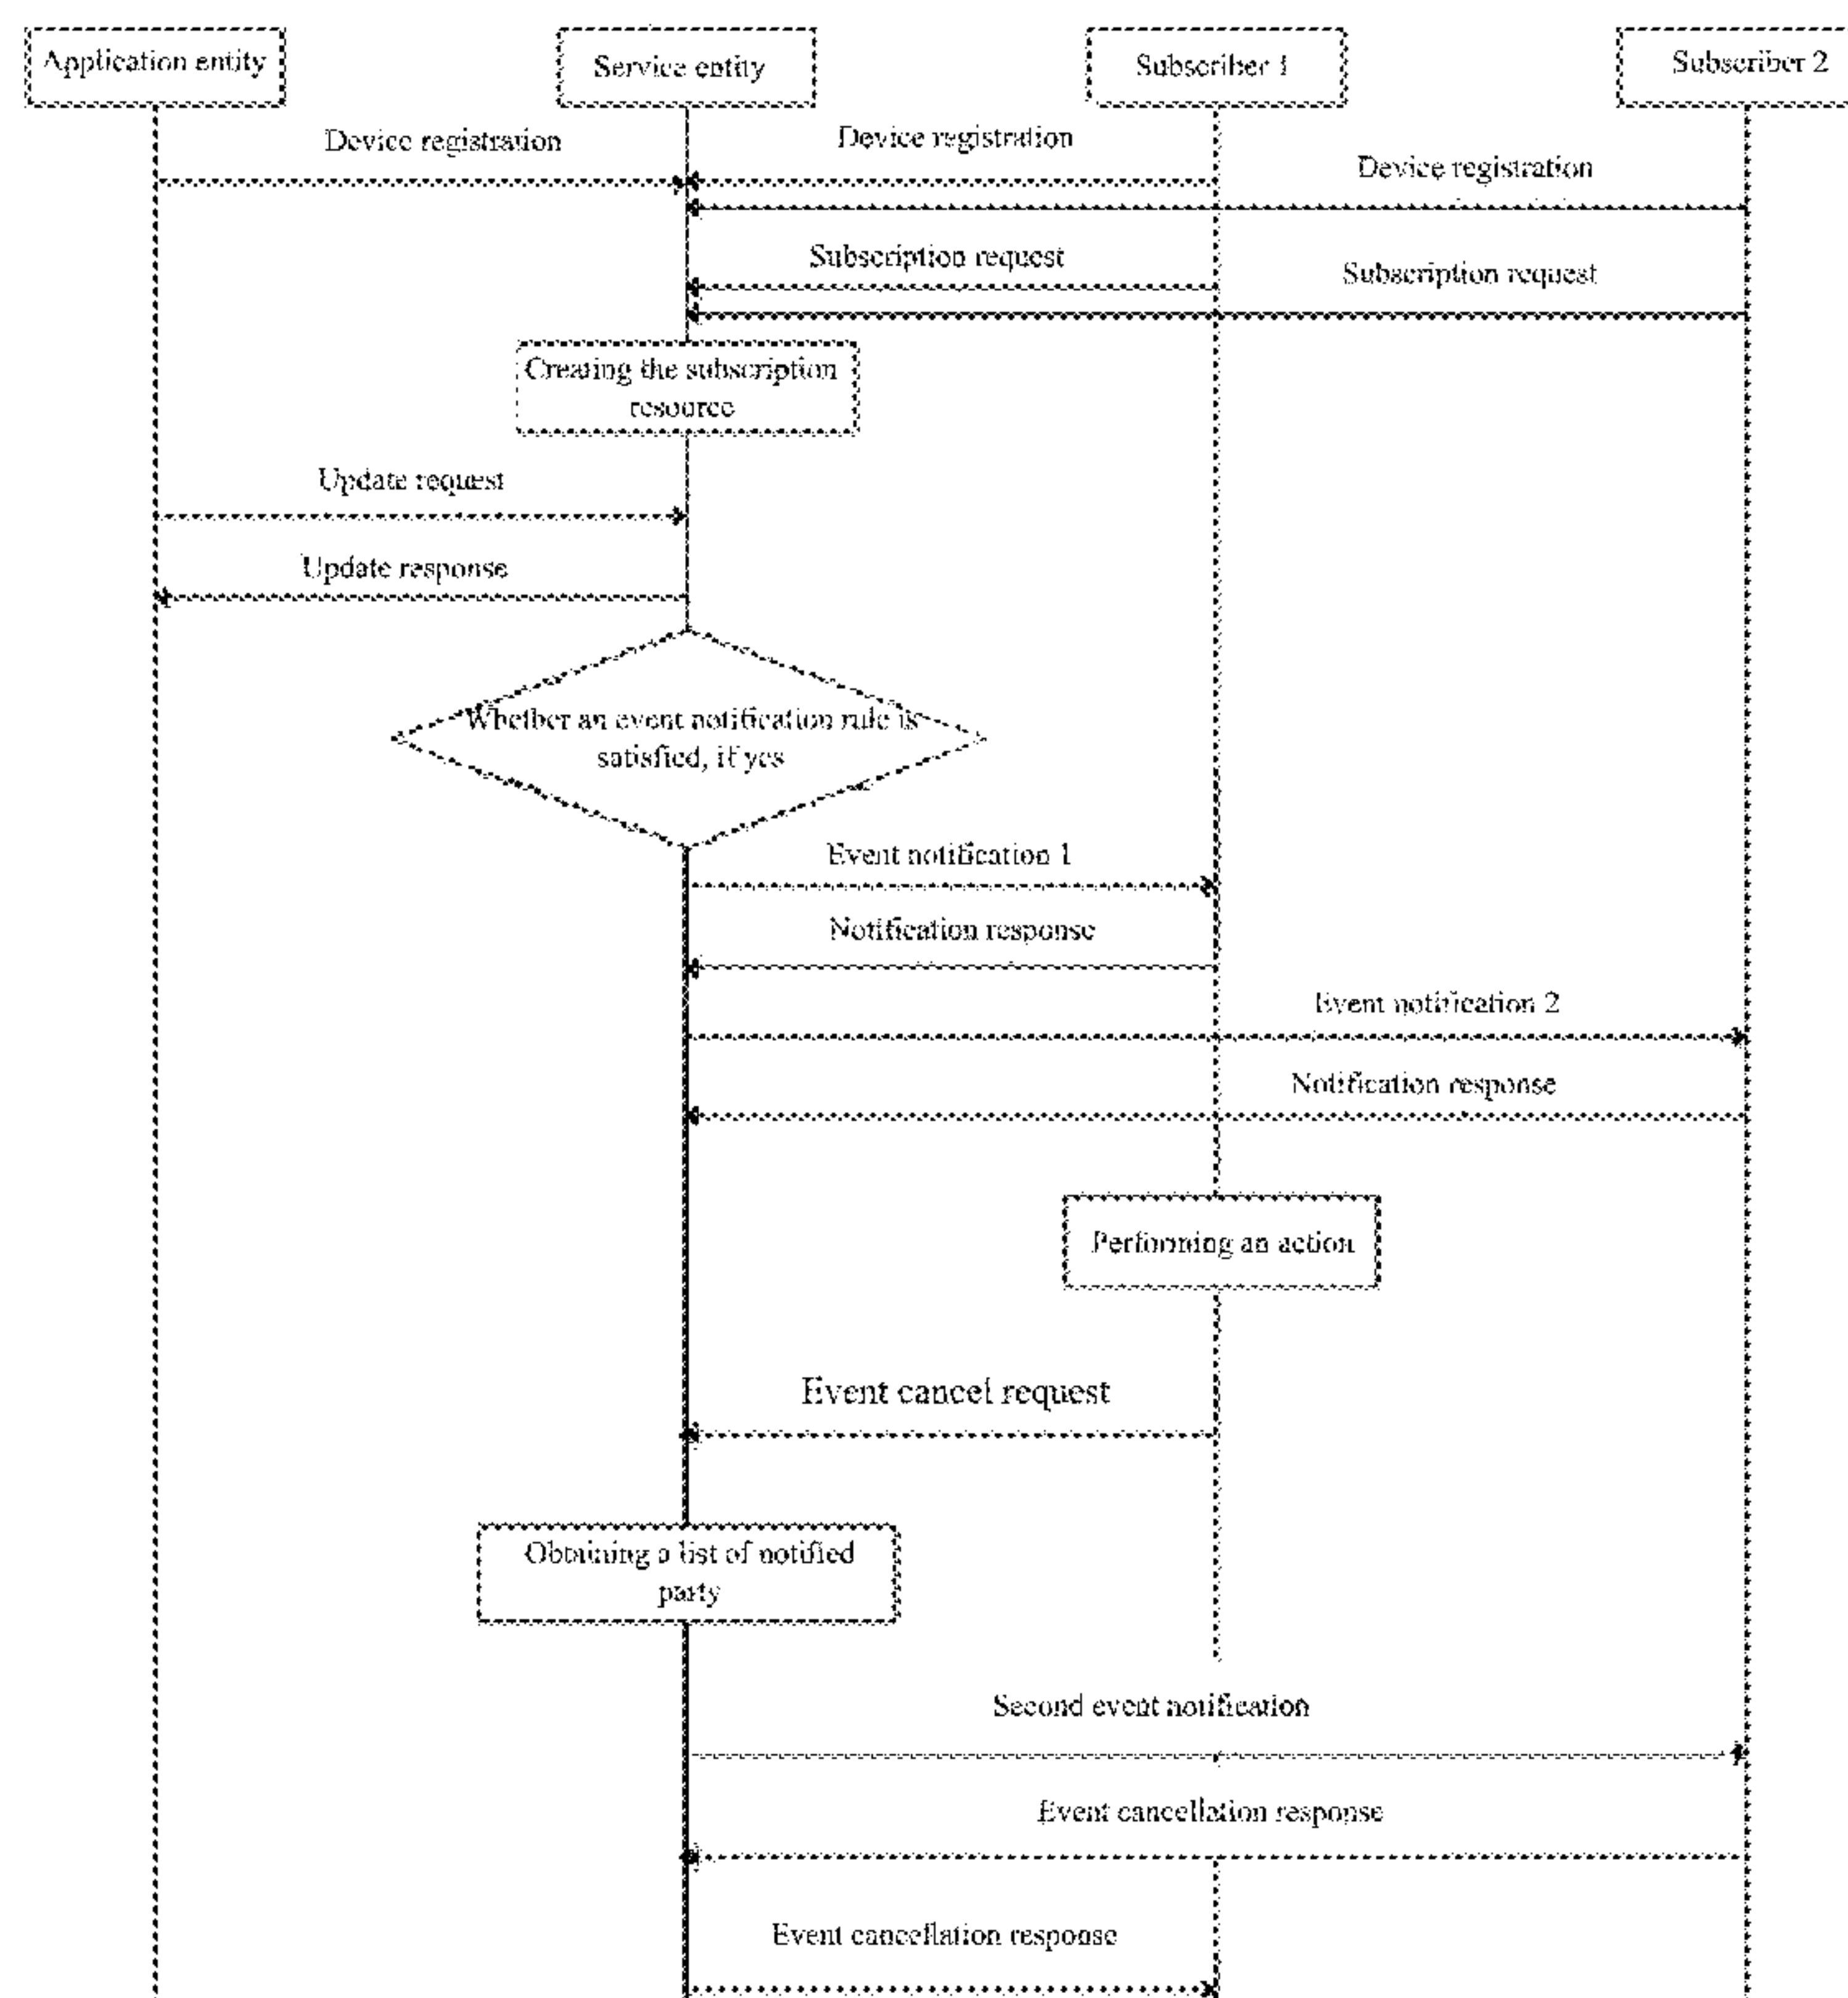 Application entity
Service entity
Subscriber 1
Subscriber 2
Device registration
Device registration
Device registration
Subscription request
Subscription request
Creating the subscription
resource
Update request
Update response
Whether an event notification rule is
satisfied, if yes
Event notification 1
Notification response
Event notification 2
Notification response
Performing an action
Event cancel request
Obtaining a list of notified
party
Second event notification
Event cancellation response
Event cancellation response